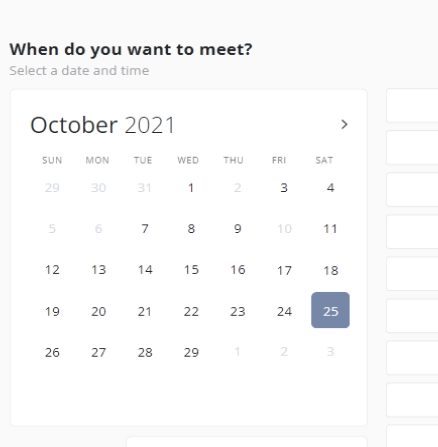 When do you want to meet?
Select a date and time
October 2021
SUN MON TUE WED THU FRI SAT
29 30 31 1 2 3 4
5 6 7 8 9 10 11
12 13 14 15 16 17 18
19 20 21 22 23 24 25
26 27 28 29 1 2 3